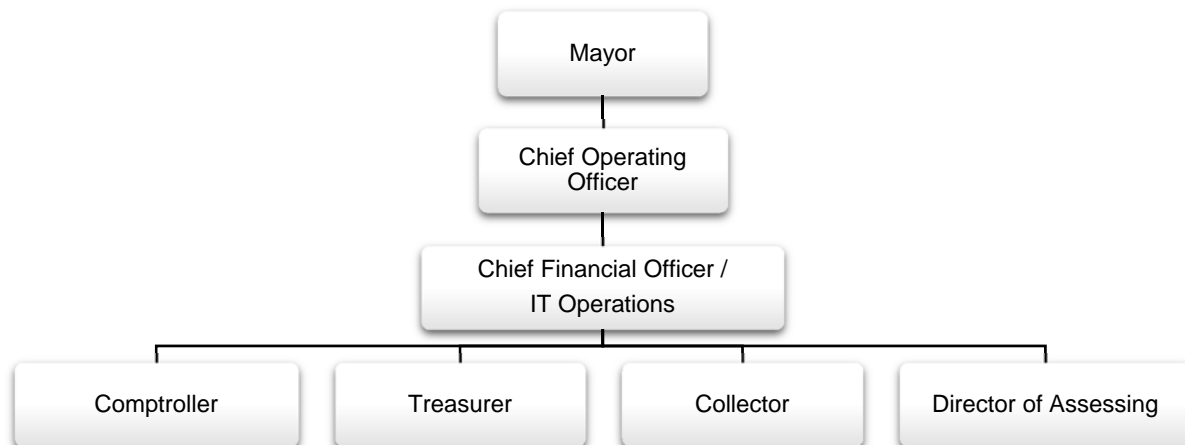 Mayor
Chief Operating
Officer
Chief Financial Officer /
IT Operations
Comptroller
Treasurer
Collector
Director of Assessing